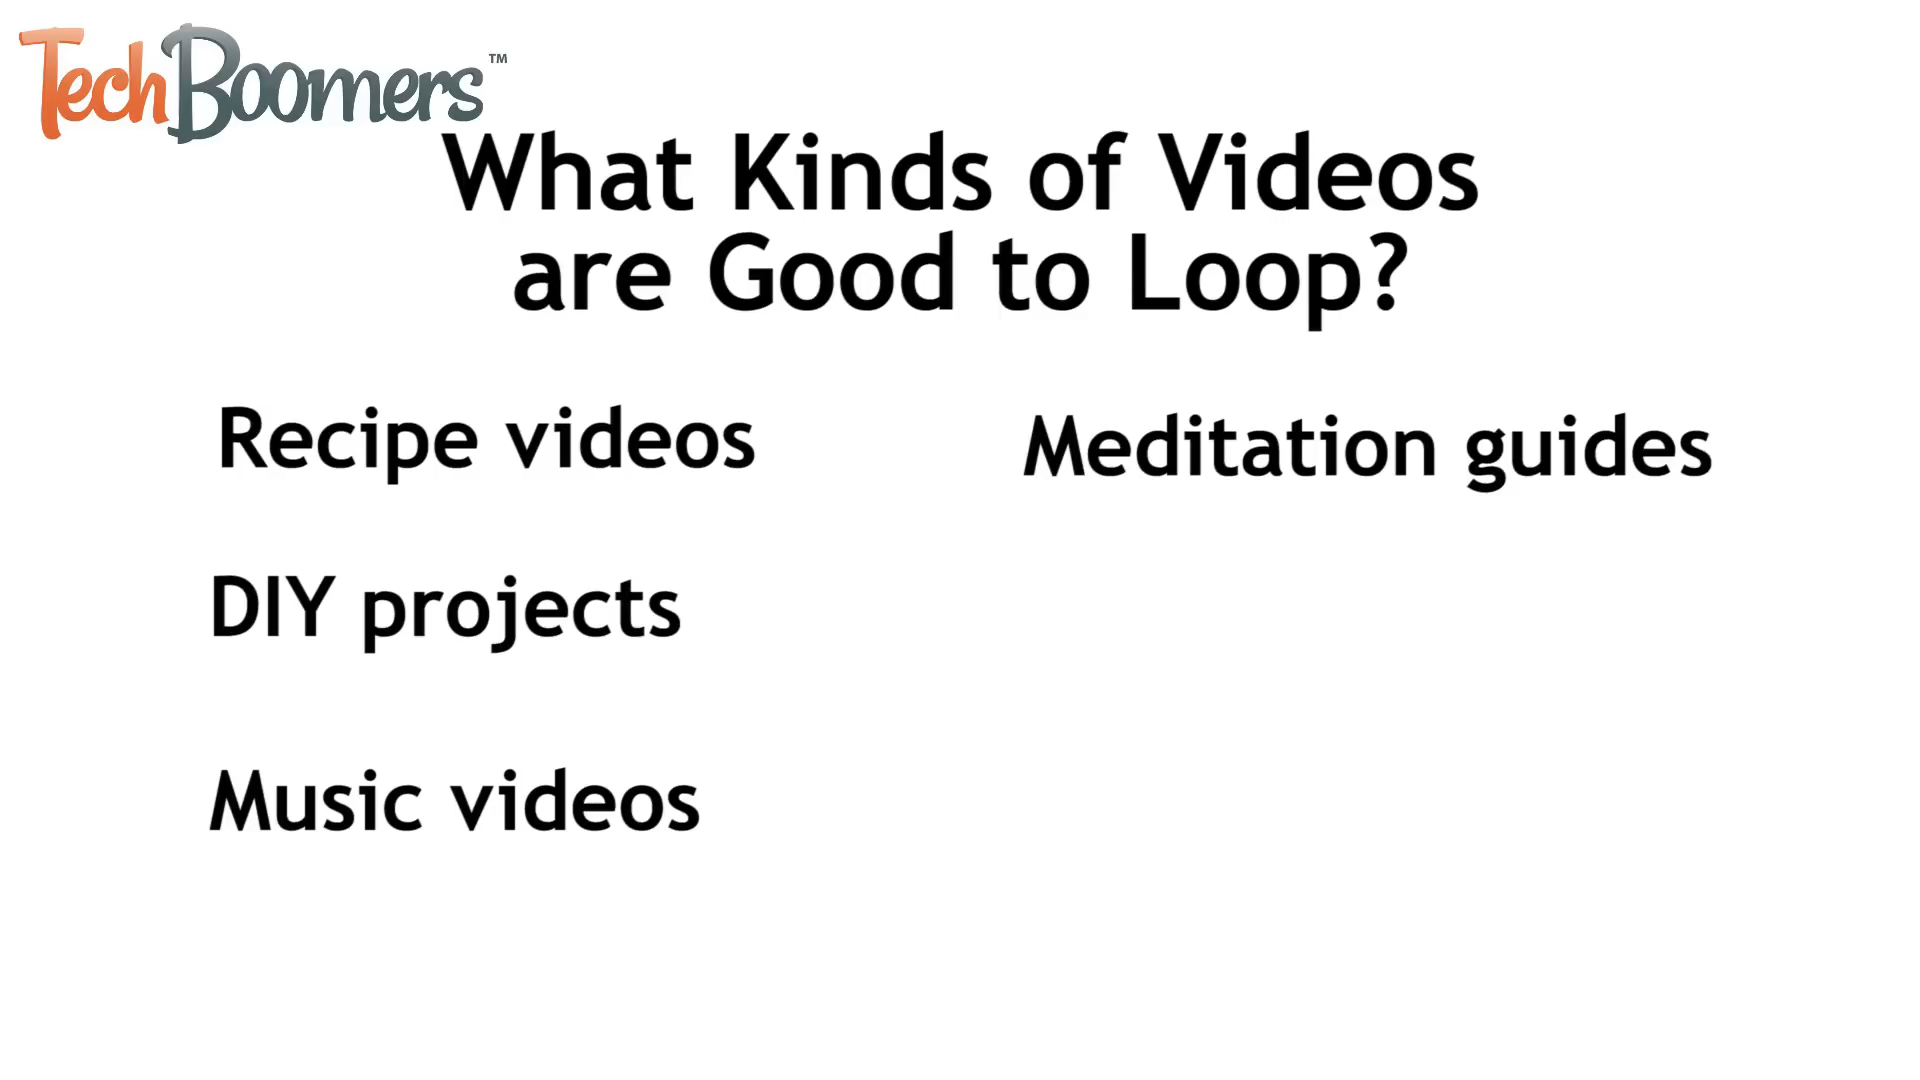 TechBoomers™
What Kinds of Videos
are Good to Loop?
Recipe videos
DIY projects
Music videos
Meditation guides